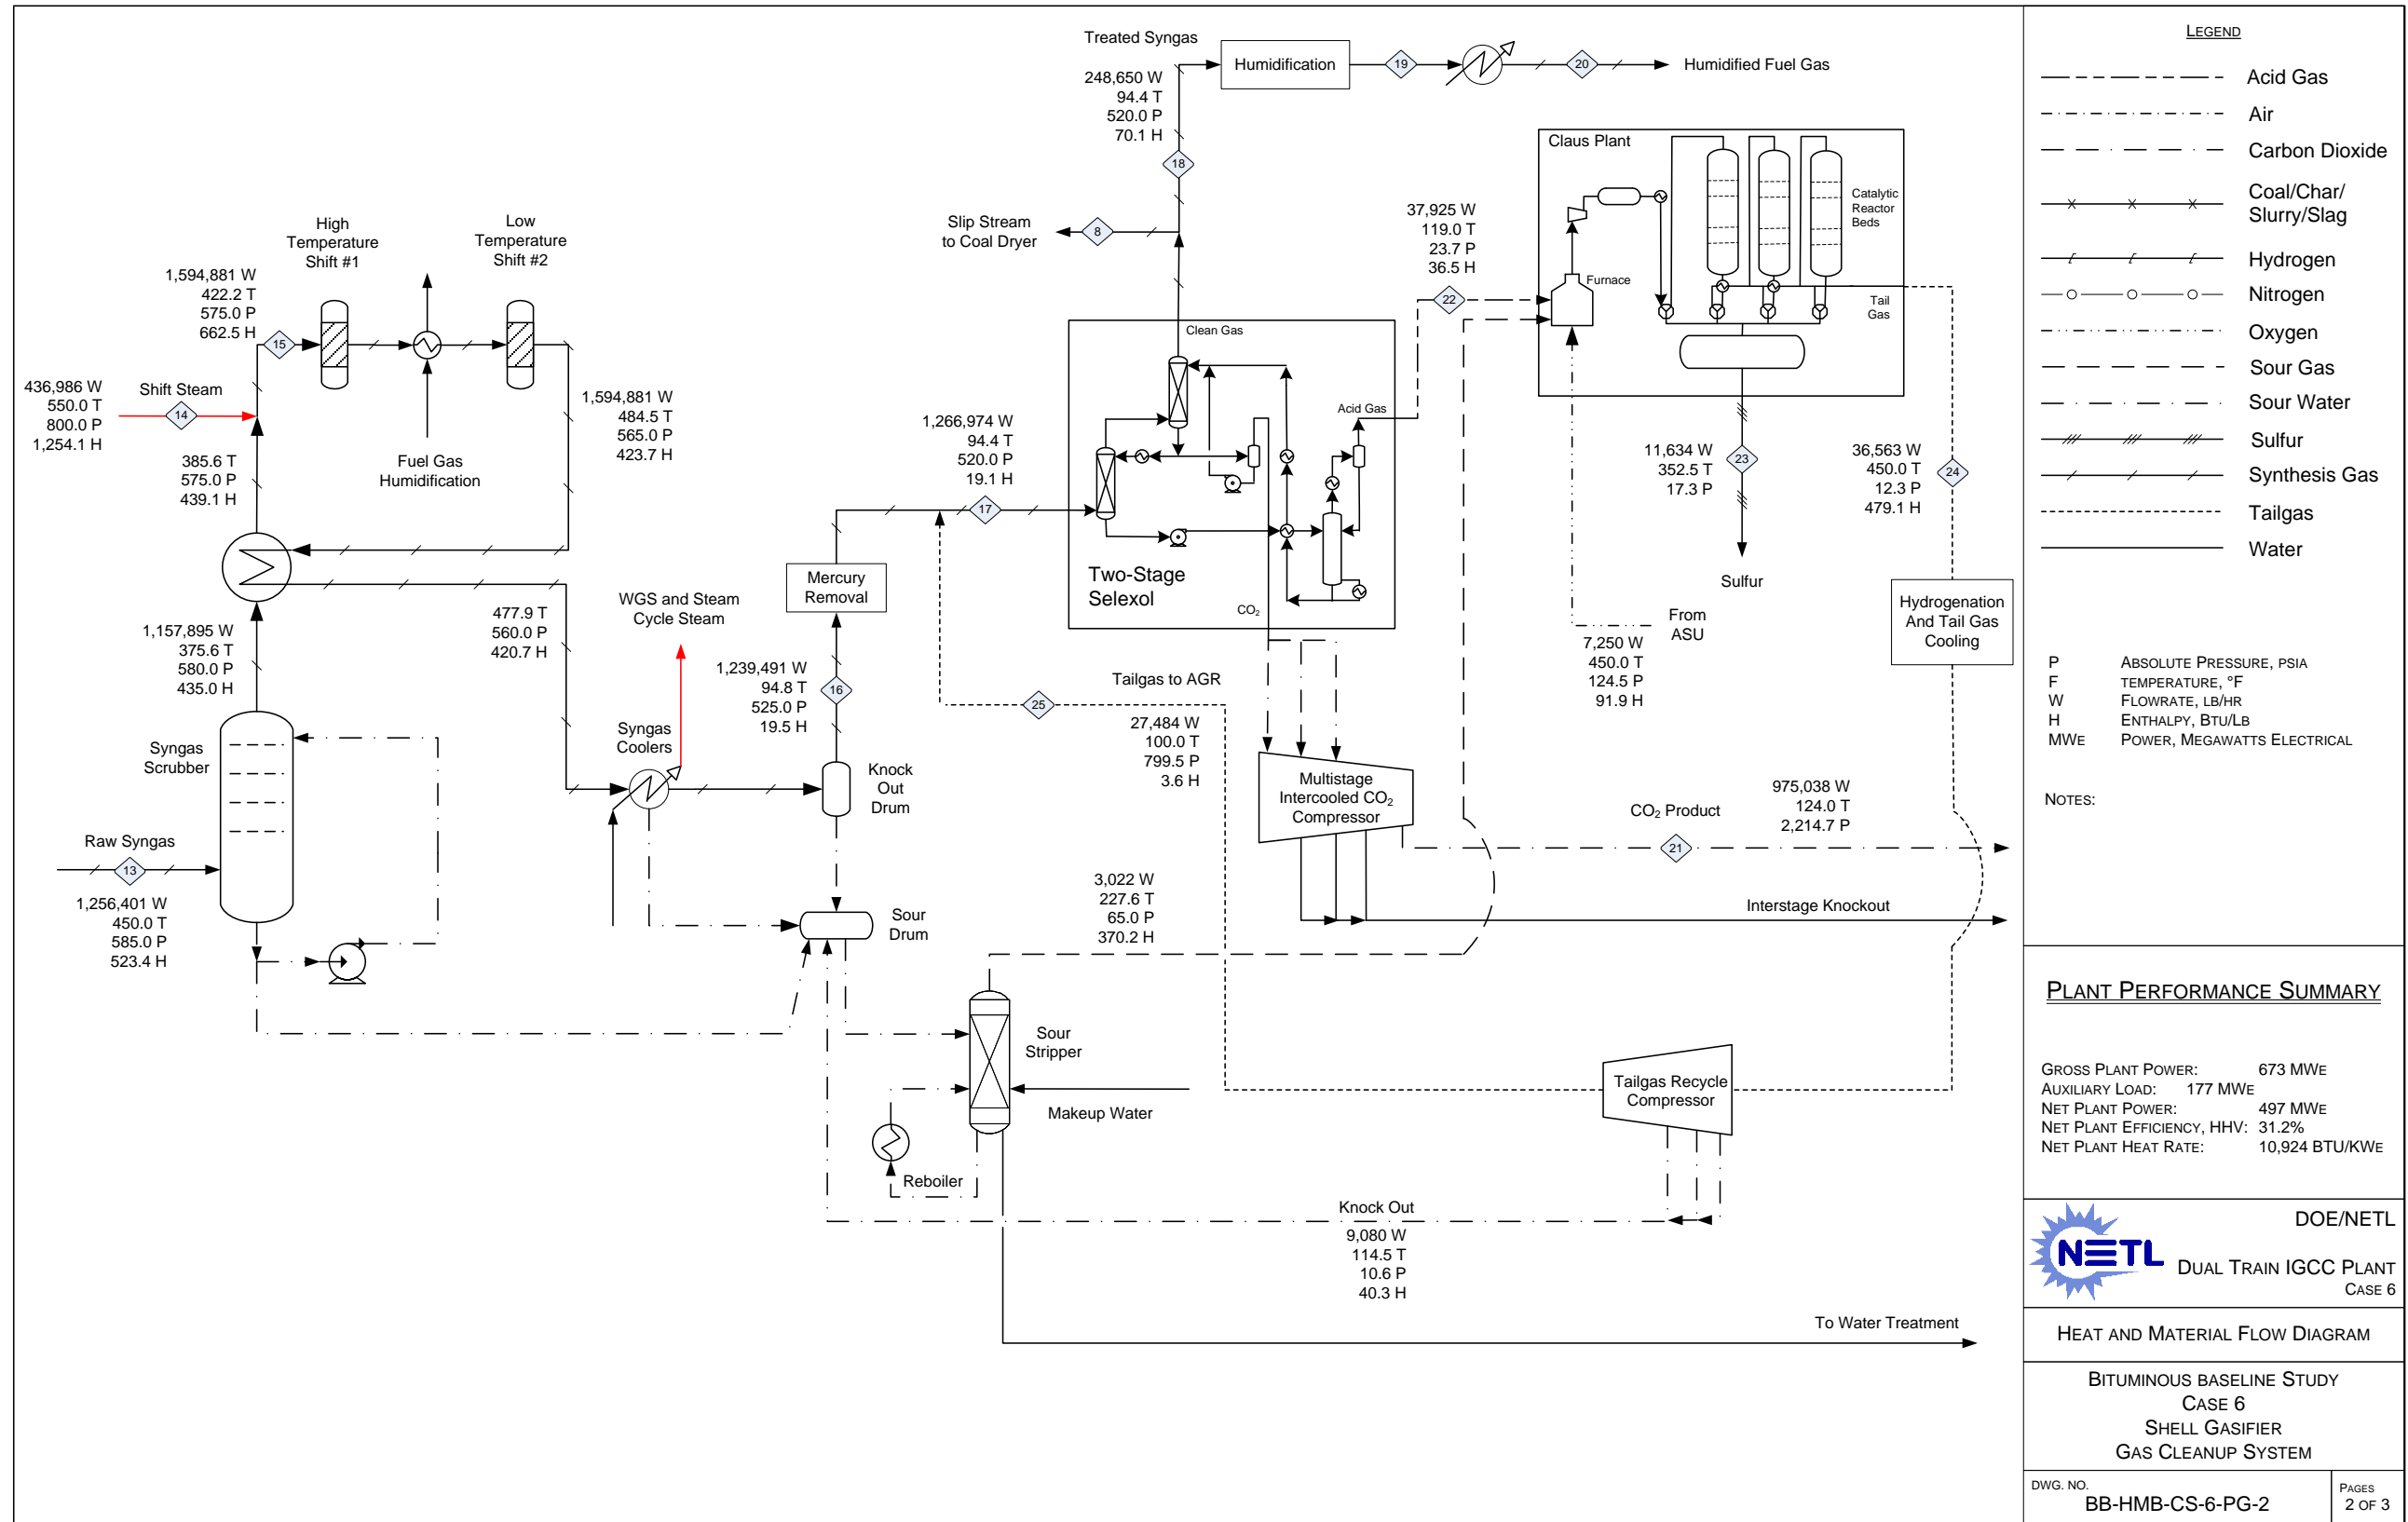 Treated Syngas
248,650 W
94.4 T
520.0 P
70.1 H
Humidification
19
20
Humidified Fuel Gas
18
Slip Stream
to Coal Dryer
8
High
Temperature
Shift #1
Low
Temperature
Shift #2
1,594,881 W
422.2 T
575.0 P
662.5 H
15
436,986 W
550.0 T
800.0 P
1,254.1 H
Shift Steam
14
385.6 T
575.0 P
439.1 H
Fuel Gas
Humidification
1,594,881 W
484.5 T
565.0 P
423.7 H
1,157,895 W
375.6 T
580.0 P
435.0 H
477.9 T
560.0 P
420.7 H
Syngas
Scrubber
Raw Syngas
13
1,256,401 W
450.0 T
585.0 P
523.4 H
WGS and Steam
Cycle Steam
Syngas
Coolers
Mercury
Removal
1,239,491 W
94.8 T
525.0 P
19.5 H
16
Knock
Out
Drum
Sour
Drum
1,266,974 W
94.4 T
520.0 P
19.1 H
17
Clean Gas
Acid Gas
Two-Stage
Selexol
CO2
Tailgas to AGR
25
27,484 W
100.0 T
799.5 P
3.6 H
37,925 W
119.0 T
23.7 P
36.5 H
22
Claus Plant
Furnace
Catalytic
Reactor
Beds
Tail
Gas
11,634 W
352.5 T
17.3 P
23
Sulfur
36,563 W
450.0 T
12.3 P
479.1 H
24
From
ASU
7,250 W
450.0 T
124.5 P
91.9 H
Hydrogenation
And Tail Gas
Cooling
Multistage
Intercooled CO2
Compressor
CO2 Product
975,038 W
124.0 T
2,214.7 P
21
Interstage Knockout
3,022 W
227.6 T
65.0 P
370.2 H
Sour
Stripper
Makeup Water
Reboiler
Tailgas Recycle
Compressor
Knock Out
9,080 W
114.5 T
10.6 P
40.3 H
To Water Treatment
LEGEND
Acid Gas
Air
Carbon Dioxide
Coal/Char/
Slurry/Slag
Hydrogen
Nitrogen
Oxygen
Sour Gas
Sour Water
Sulfur
Synthesis Gas
Tailgas
Water
P ABSOLUTE PRESSURE, PSIA
F TEMPERATURE, °F
W FLOWRATE, LB/HR
H ENTHALPY, BTU/LB
MWE POWER, MEGAWATTS ELECTRICAL
NOTES:
PLANT PERFORMANCE SUMMARY
GROSS PLANT POWER: 673 MWE
AUXILIARY LOAD: 177 MWE
NET PLANT POWER: 497 MWE
NET PLANT EFFICIENCY, HHV: 31.2%
NET PLANT HEAT RATE: 10,924 BTU/KWE
NETL
DOE/NETL
DUAL TRAIN IGCC PLANT
CASE 6
HEAT AND MATERIAL FLOW DIAGRAM
BITUMINOUS BASELINE STUDY
CASE 6
SHELL GASIFIER
GAS CLEANUP SYSTEM
DWG. NO.
BB-HMB-CS-6-PG-2
PAGES
2 OF 3